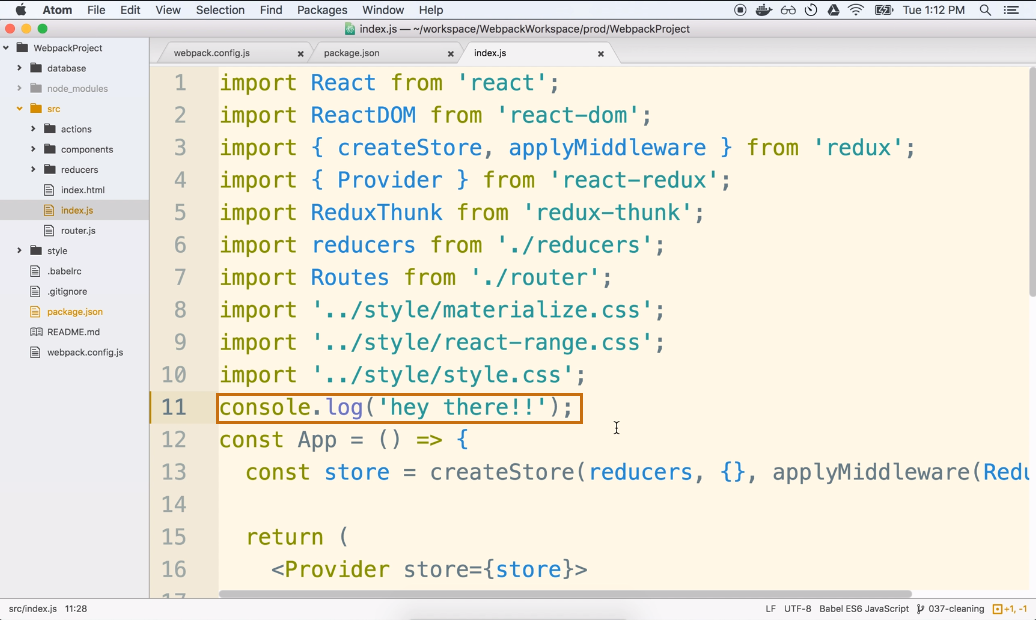 Atom File Edit View Selection Find Packages Window Help Tue 1:12 PM
index.js — ~/workspace/WebpackWorkspace/prod/WebpackProject
WebpackProject
database
node_modules
src
actions
components
reducers
index.html
index.js
router.js
style
.babelrc
.gitignore
package.json
README.md
webpack.config.js
webpack.config.js × package.json × index.js ×
1 import React from 'react';
2 import ReactDOM from 'react-dom';
3 import { createStore, applyMiddleware } from 'redux';
4 import { Provider } from 'react-redux';
5 import ReduxThunk from 'redux-thunk';
6 import reducers from './reducers';
7 import Routes from './router';
8 import '../style/materialize.css';
9 import '../style/react-range.css';
10 import '../style/style.css';
11 console.log('hey there!!');
12 const App = () => {
13 const store = createStore(reducers, {}, applyMiddleware(Redu
14
15 return (
16 <Provider store={store}>
17
src/index.js 11:28 LF UTF-8 Babel ES6 JavaScript 037-cleaning +1, -1